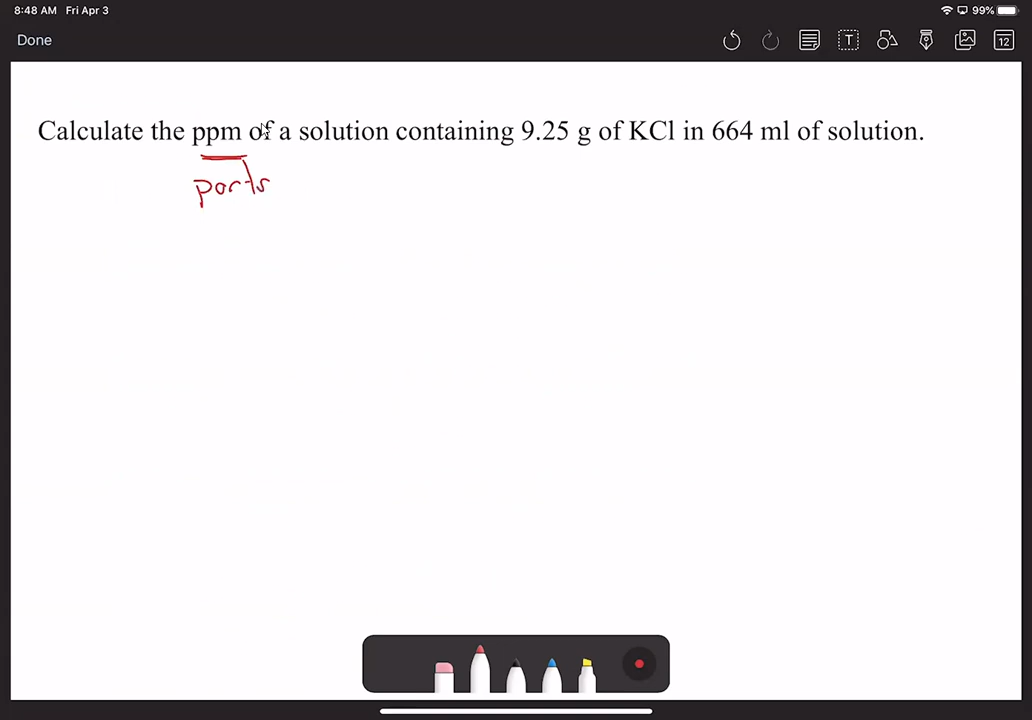 8:48 AM Fri Apr 3 99%
Done
T
12
Calculate the ppm of a solution containing 9.25 g of KCl in 664 ml of solution.
parts